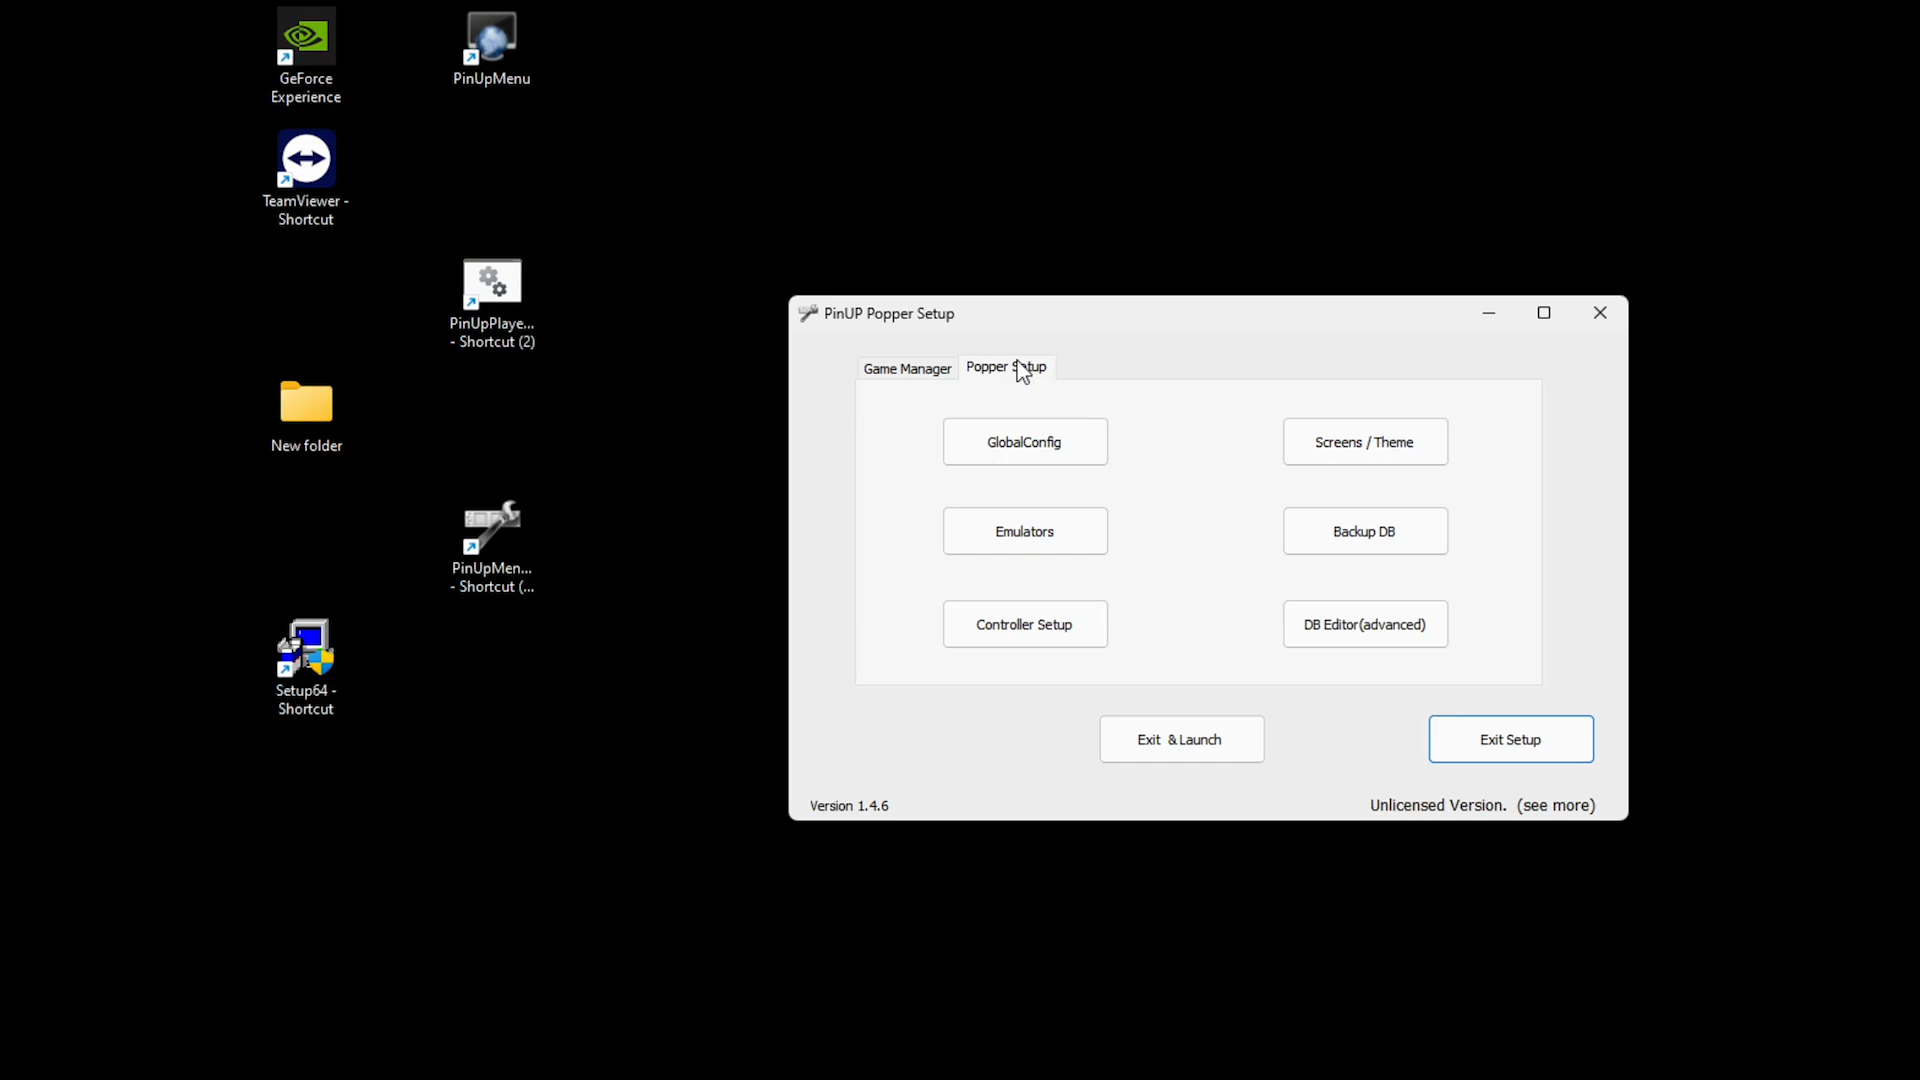 GeForce
Experience
PinUpMenu
TeamViewer -
Shortcut
PinUpPlaye...
- Shortcut (2)
New folder
PinUpMen...
- Shortcut (...
Setup64 -
Shortcut
PinUP Popper Setup
Game Manager
Popper Setup
GlobalConfig
Screens / Theme
Emulators
Backup DB
Controller Setup
DB Editor(advanced)
Exit & Launch
Exit Setup
Version 1.4.6
Unlicensed Version. (see more)